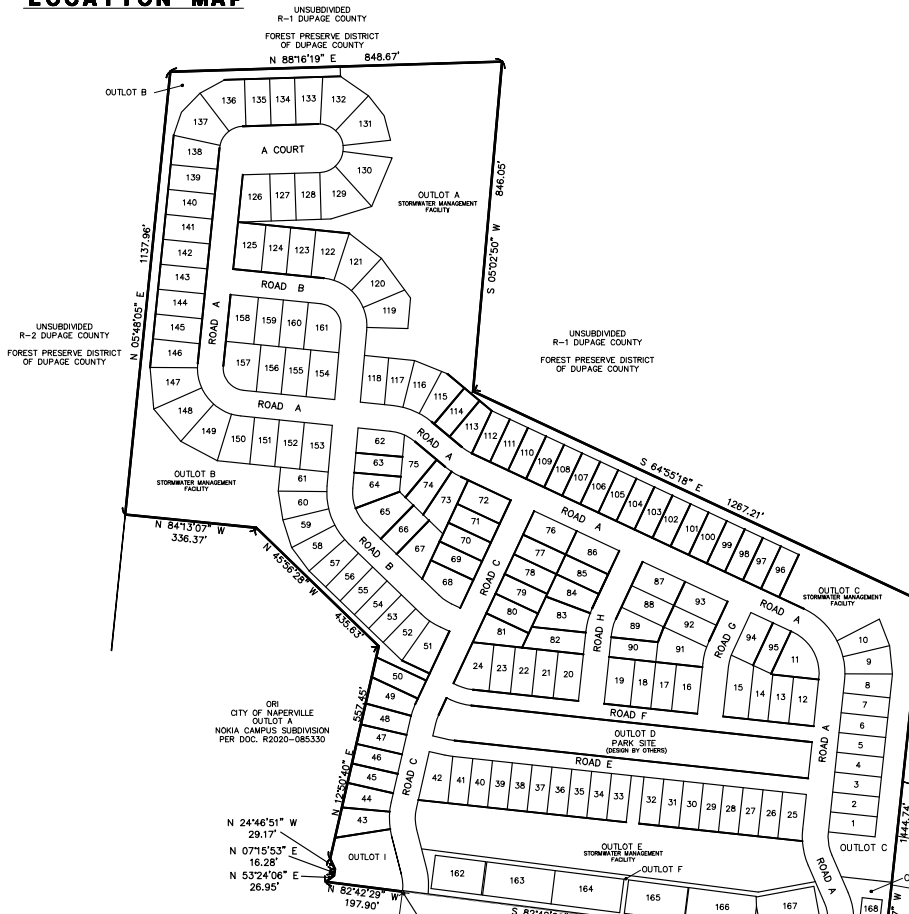 LOCATION MAP
UNSUBDIVIDED
R-1 DUPAGE COUNTY
FOREST PRESERVE DISTRICT
OF DUPAGE COUNTY
N 88°16'19" E 848.67'
OUTLOT B
136 135 134 133 132
137 131
138 A COURT
139 130
140 126 127 128 129
OUTLOT A
STORMWATER MANAGEMENT
FACILITY
846.05'
S 05°02'50" W
1137.96'
N 05°48'05" E
141
142 125 124 123 122 121
143 120
ROAD B
144 119
145 158 159 160 161
ROAD A
146 157 156 155 154
147
148 ROAD A
149 150 151 152 153
UNSUBDIVIDED
R-2 DUPAGE COUNTY
FOREST PRESERVE DISTRICT
OF DUPAGE COUNTY
UNSUBDIVIDED
R-1 DUPAGE COUNTY
FOREST PRESERVE DISTRICT
OF DUPAGE COUNTY
118 117 116 115 114 113 112 111 110 109 108 107 106 105 104 103 102 101 100 99 98 97 96
S 64°55'18" E 1267.21'
ROAD A
ROAD A
ROAD A
OUTLOT B
STORMWATER MANAGEMENT
FACILITY
N 84°13'07" W
336.37'
N 45°56'28" W
435.63'
62 63 64 65 66 67
75 74 73
72 71 70 69 68
61 60 59 58 57 56 55 54 53 52 51
ROAD B
ROAD C
76 77 78 79 80 81
86 85 84 83 82
ROAD H
87 88 89 90
93 92 91
ROAD G
94 95 11
OUTLOT C
STORMWATER MANAGEMENT
FACILITY
10
9
8
7
6
5
4
3
2
1
24 23 22 21 20
19 18 17 16
15 14 13 12
ROAD F
OUTLOT D
PARK SITE
(DESIGN BY OTHERS)
ROAD E
ROAD A
50
49
48
47
46
45
44
43
ROAD C
557.45'
N 12°50'40" E
ORI
CITY OF NAPERVILLE
OUTLOT A
NOKIA CAMPUS SUBDIVISION
PER DOC. R2020-085330
42 41 40 39 38 37 36 35 34 33
32 31 30 29 28 27 26 25
N 24°46'51" W
29.17'
N 07°15'53" E
16.28'
N 53°24'06" E
26.95'
OUTLOT I
OUTLOT E
STORMWATER MANAGEMENT
FACILITY
OUTLOT F
OUTLOT C
1444.74'
N 82°42'29" W
197.90'
162 163 164 165 166 167 168
ROAD A